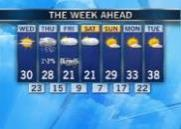 THE WEEK AHEAD
WED THU FRI SAT SUN MON TUE
30 28 21 21 29 33 38
23 15 9 7 17 22